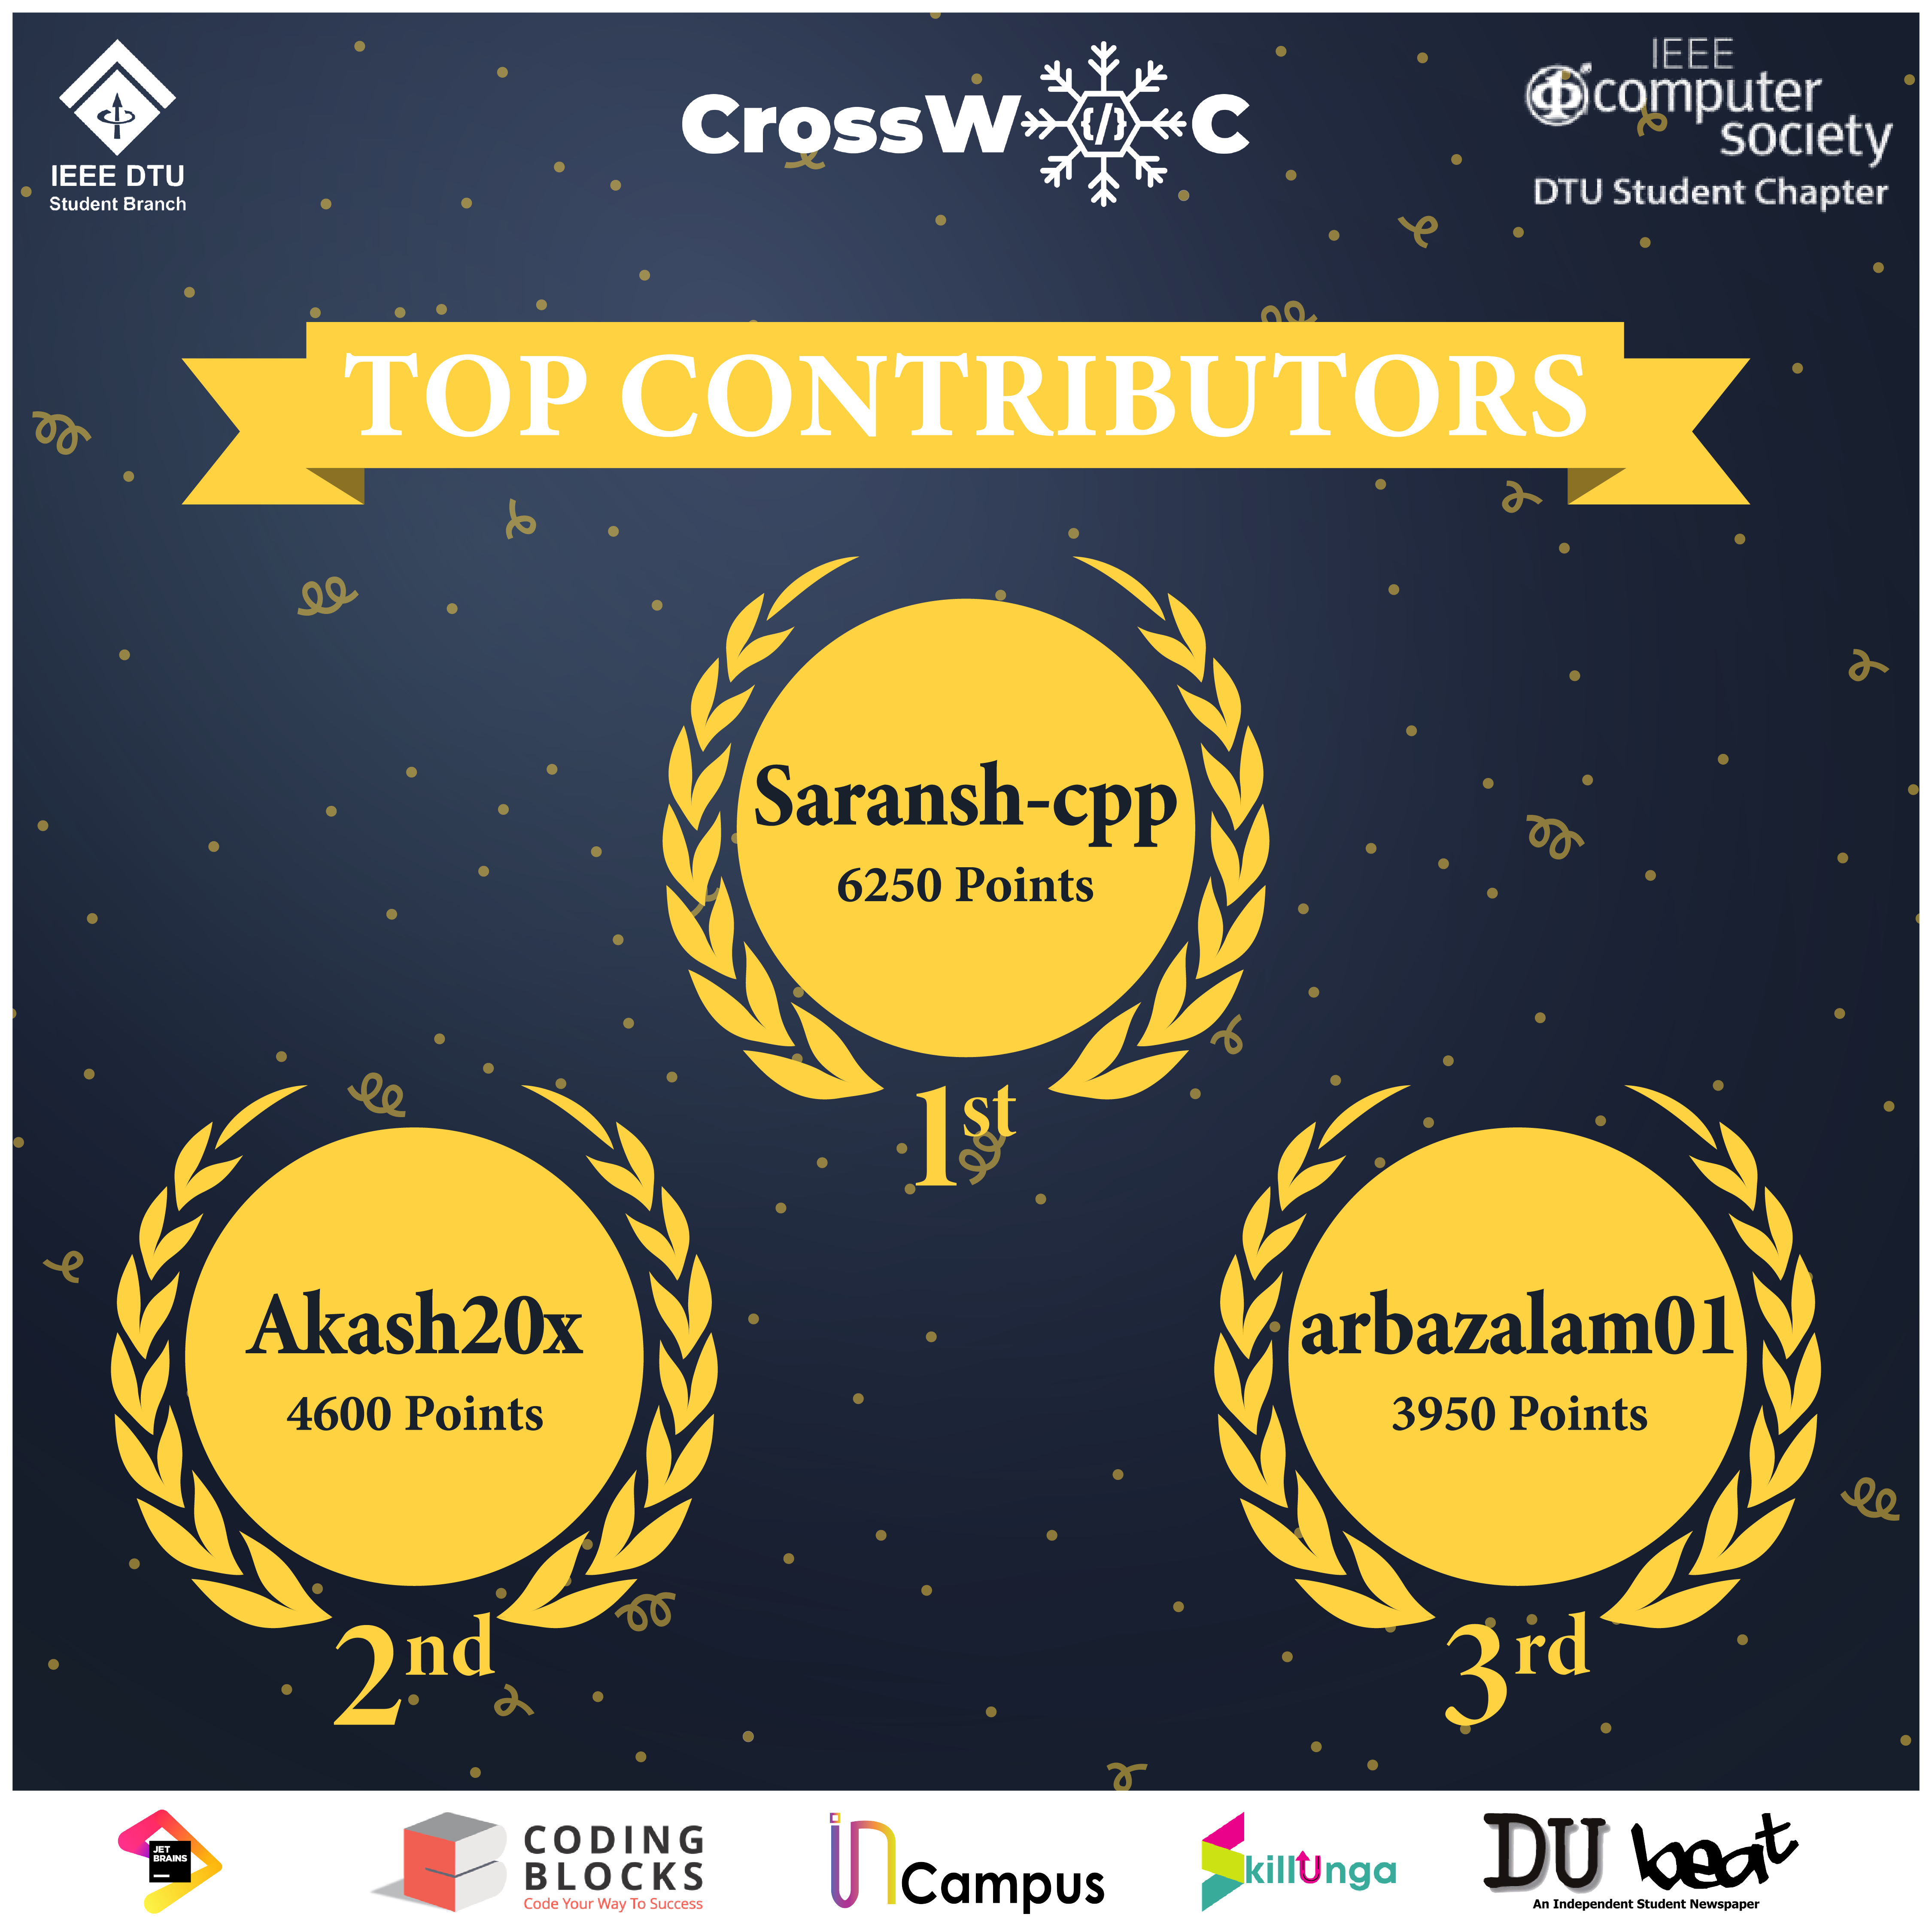 IEEE DTU
Student Branch
CrossW C
{/}
IEEE
computer
society
DTU Student Chapter
TOP CONTRIBUTORS
Saransh-cpp
6250 Points
1st
Akash20x
4600 Points
2nd
arbazalam01
3950 Points
3rd
JET
BRAINS
CODING
BLOCKS
Code Your Way To Success
in Campus
SkillUnga
DU beat
An Independent Student Newspaper